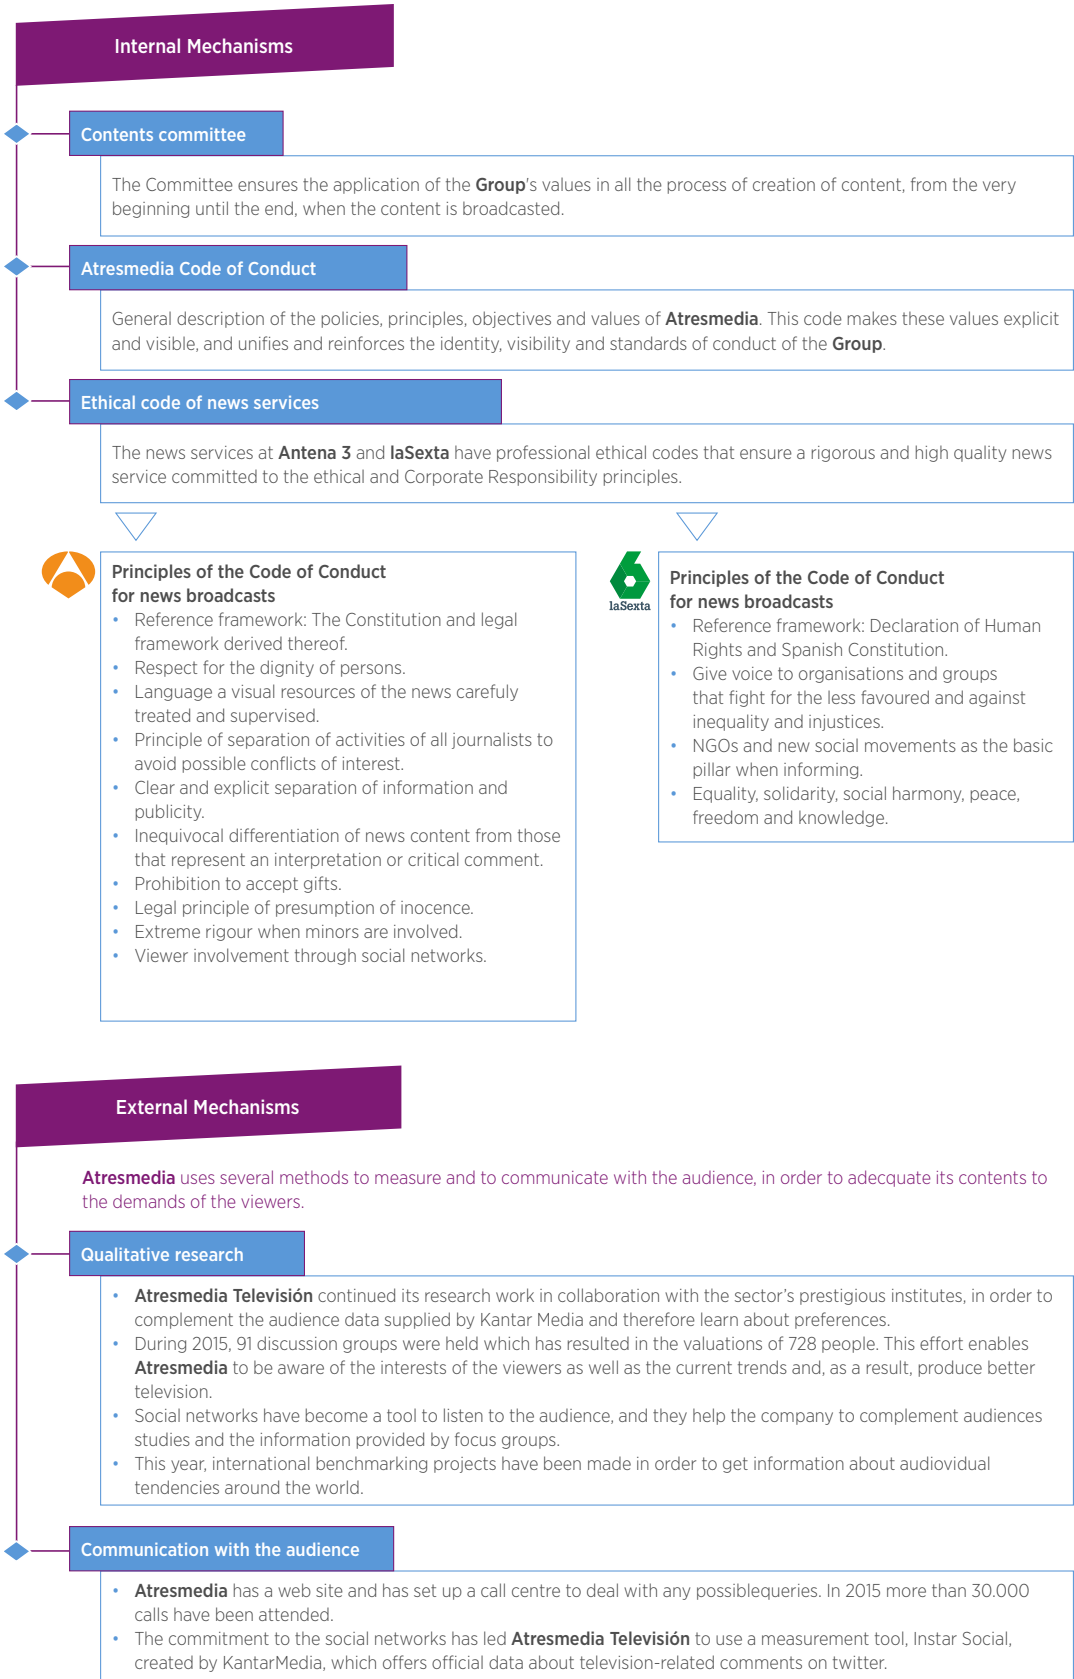 Internal Mechanisms
Contents committee
The Committee ensures the application of the Group's values in all the process of creation of content, from the very
beginning until the end, when the content is broadcasted.
Atresmedia Code of Conduct
General description of the policies, principles, objectives and values of Atresmedia. This code makes these values explicit
and visible, and unifies and reinforces the identity, visibility and standards of conduct of the Group.
Ethical code of news services
The news services at Antena 3 and laSexta have professional ethical codes that ensure a rigorous and high quality news
service committed to the ethical and Corporate Responsibility principles.
Principles of the Code of Conduct
for news broadcasts
• Reference framework: The Constitution and legal
framework derived thereof.
• Respect for the dignity of persons.
• Language a visual resources of the news carefuly
treated and supervised.
• Principle of separation of activities of all journalists to
avoid possible conflicts of interest.
• Clear and explicit separation of information and
publicity.
• Inequivocal differentiation of news content from those
that represent an interpretation or critical comment.
• Prohibition to accept gifts.
• Legal principle of presumption of inocence.
• Extreme rigour when minors are involved.
• Viewer involvement through social networks.
laSexta
Principles of the Code of Conduct
for news broadcasts
• Reference framework: Declaration of Human
Rights and Spanish Constitution.
• Give voice to organisations and groups
that fight for the less favoured and against
inequality and injustices.
• NGOs and new social movements as the basic
pillar when informing.
• Equality, solidarity, social harmony, peace,
freedom and knowledge.
External Mechanisms
Atresmedia uses several methods to measure and to communicate with the audience, in order to adecquate its contents to
the demands of the viewers.
Qualitative research
• Atresmedia Televisión continued its research work in collaboration with the sector's prestigious institutes, in order to
complement the audience data supplied by Kantar Media and therefore learn about preferences.
• During 2015, 91 discussion groups were held which has resulted in the valuations of 728 people. This effort enables
Atresmedia to be aware of the interests of the viewers as well as the current trends and, as a result, produce better
television.
• Social networks have become a tool to listen to the audience, and they help the company to complement audiences
studies and the information provided by focus groups.
• This year, international benchmarking projects have been made in order to get information about audiovidual
tendencies around the world.
Communication with the audience
• Atresmedia has a web site and has set up a call centre to deal with any possiblequeries. In 2015 more than 30.000
calls have been attended.
• The commitment to the social networks has led Atresmedia Televisión to use a measurement tool, Instar Social,
created by KantarMedia, which offers official data about television-related comments on twitter.